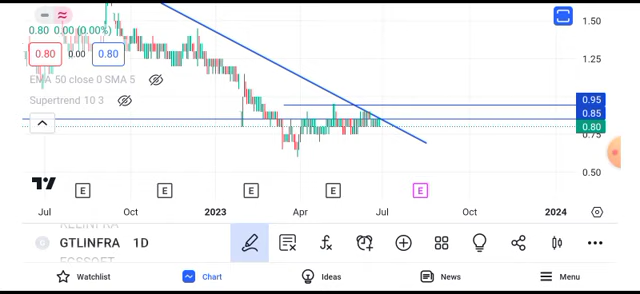 0.80 0.00 (0.00%)
1.50
0.80 0.00 0.80
1.25
EMA 50 close 0 SMA 5
Supertrend 10 3
0.95
0.85
0.80
0.75
0.50
E E E E E
Jul Oct 2023 Apr Jul Oct 2024
RELINFRA
GTLINFRA 1D
Watchlist Chart Ideas News Menu